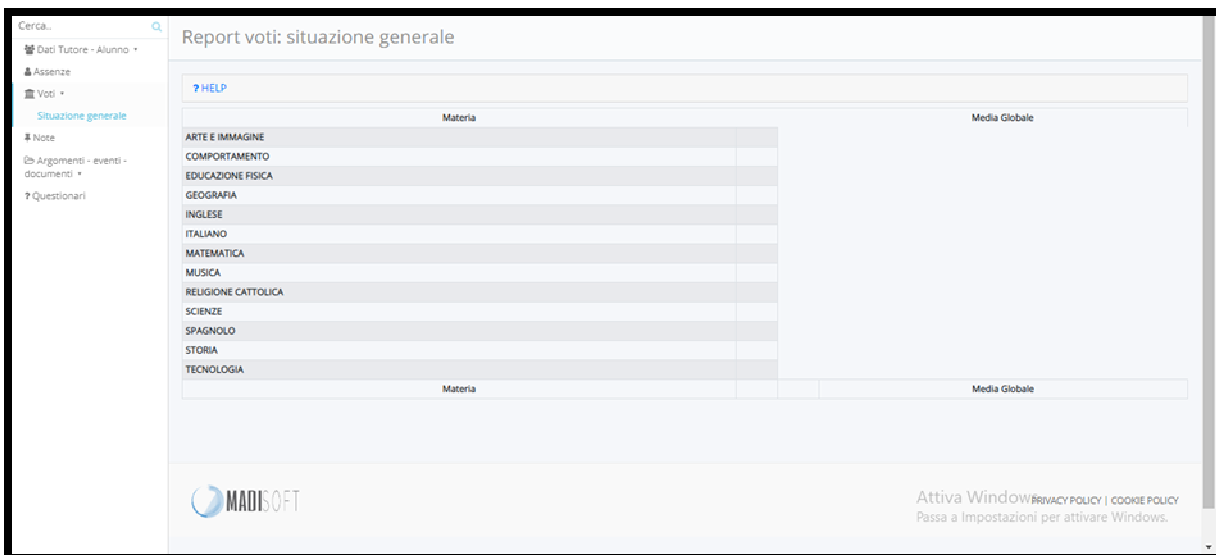 Cerca..
Dati Tutore - Alunno
Assenze
Voti
Situazione generale
Note
Argomenti - eventi -
documenti
? Questionari
Report voti: situazione generale
? HELP
Materia Media Globale
ARTE E IMMAGINE
COMPORTAMENTO
EDUCAZIONE FISICA
GEOGRAFIA
INGLESE
ITALIANO
MATEMATICA
MUSICA
RELIGIONE CATTOLICA
SCIENZE
SPAGNOLO
STORIA
TECNOLOGIA
Materia Media Globale
MADISOFT
Attiva Windows
PRIVACY POLICY | COOKIE POLICY
Passa a Impostazioni per attivare Windows.